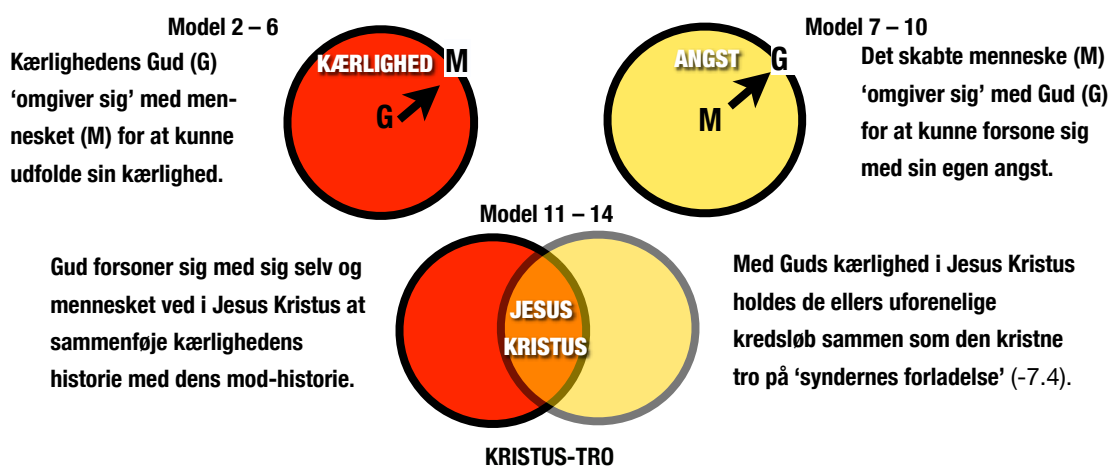 Model 2 – 6
Kærlighedens Gud (G)
‘omgiver sig’ med men-
nesket (M) for at kunne
udfolde sin kærlighed.
KÆRLIGHED M
G
Model 7 – 10
ANGST G
M
Det skabte menneske (M)
‘omgiver sig’ med Gud (G)
for at kunne forsone sig
med sin egen angst.
Model 11 – 14
Gud forsoner sig med sig selv og
mennesket ved i Jesus Kristus at
sammenføje kærlighedens
historie med dens mod-historie.
JESUS
KRISTUS
Med Guds kærlighed i Jesus Kristus
holdes de ellers uforenelige
kredsløb sammen som den kristne
tro på ‘syndernes forladelse’ (-7.4).
KRISTUS-TRO